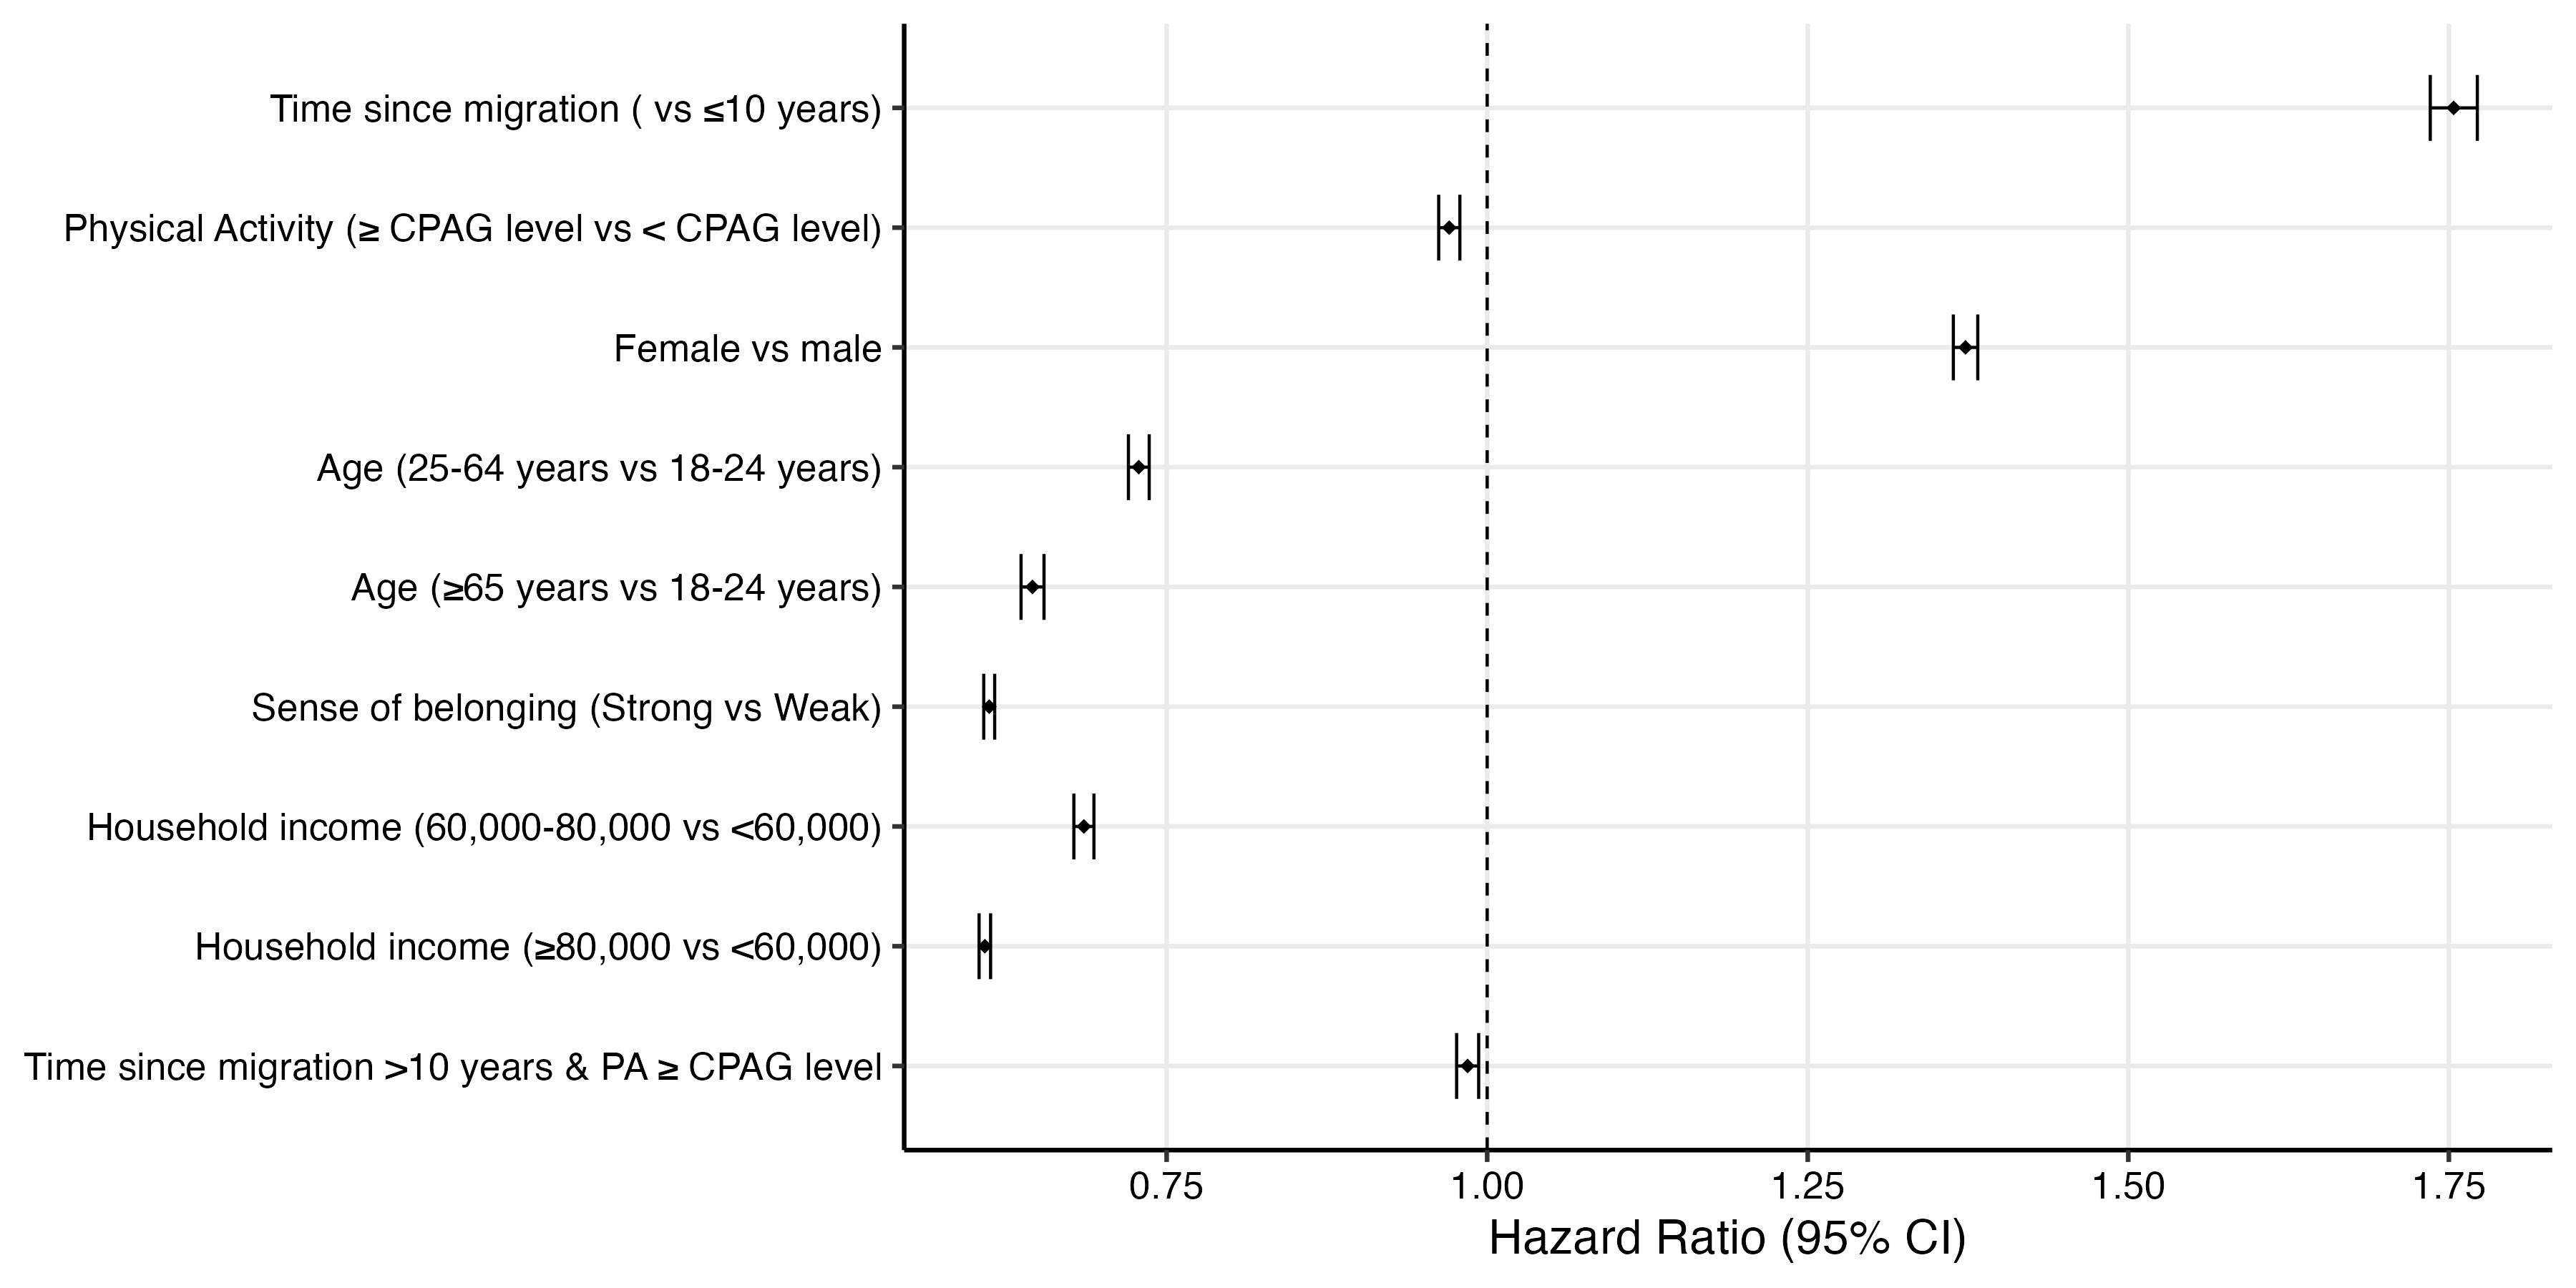 Time since migration ( vs ≤10 years)
Physical Activity (≥ CPAG level vs < CPAG level)
Female vs male
Age (25-64 years vs 18-24 years)
Age (≥65 years vs 18-24 years)
Sense of belonging (Strong vs Weak)
Household income (60,000-80,000 vs <60,000)
Household income (≥80,000 vs <60,000)
Time since migration >10 years & PA ≥ CPAG level
0.75 1.00 1.25 1.50 1.75
Hazard Ratio (95% CI)